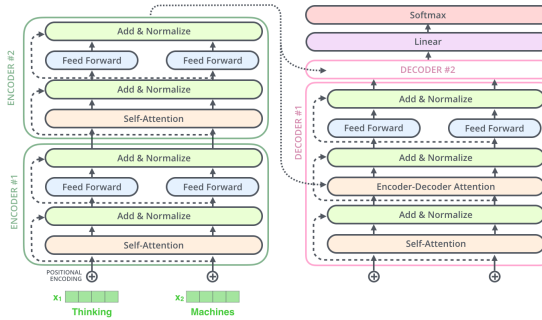 ENCODER #2
Add & Normalize
Feed Forward
Feed Forward
Add & Normalize
Self-Attention
ENCODER #1
Add & Normalize
Feed Forward
Feed Forward
Add & Normalize
Self-Attention
POSITIONAL
ENCODING
x₁
x₂
Thinking
Machines
Softmax
Linear
DECODER #2
DECODER #1
Add & Normalize
Feed Forward
Feed Forward
Add & Normalize
Encoder-Decoder Attention
Add & Normalize
Self-Attention